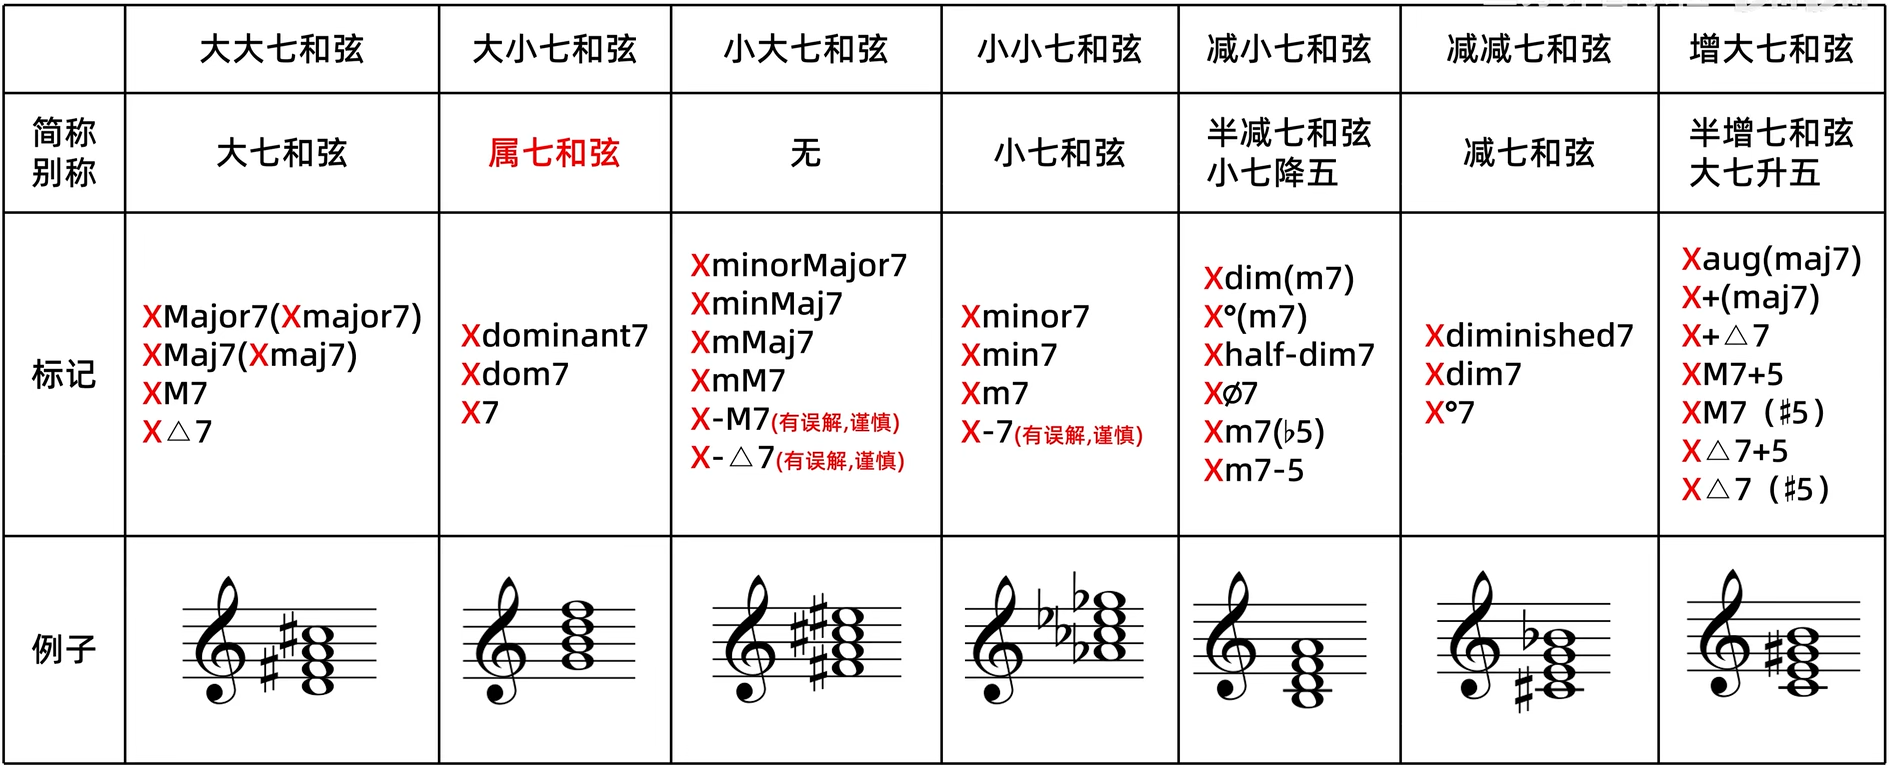 大大七和弦
大小七和弦
小大七和弦
小小七和弦
减小七和弦
减减七和弦
增大七和弦
简称
别称
大七和弦
属七和弦
无
小七和弦
半减七和弦
小七降五
减七和弦
半增七和弦
大七升五
标记
XMajor7(Xmajor7)
XMaj7(Xmaj7)
XM7
X△7
Xdominant7
Xdom7
X7
XminorMajor7
XminMaj7
XmMaj7
XmM7
X-M7(有误解,谨慎)
X-△7(有误解,谨慎)
Xminor7
Xmin7
Xm7
X-7(有误解,谨慎)
Xdim(m7)
X°(m7)
Xhalf-dim7
X∅7
Xm7(♭5)
Xm7-5
Xdiminished7
Xdim7
X°7
Xaug(maj7)
X+(maj7)
X+△7
XM7+5
XM7（♯5）
X△7+5
X△7（♯5）
例子